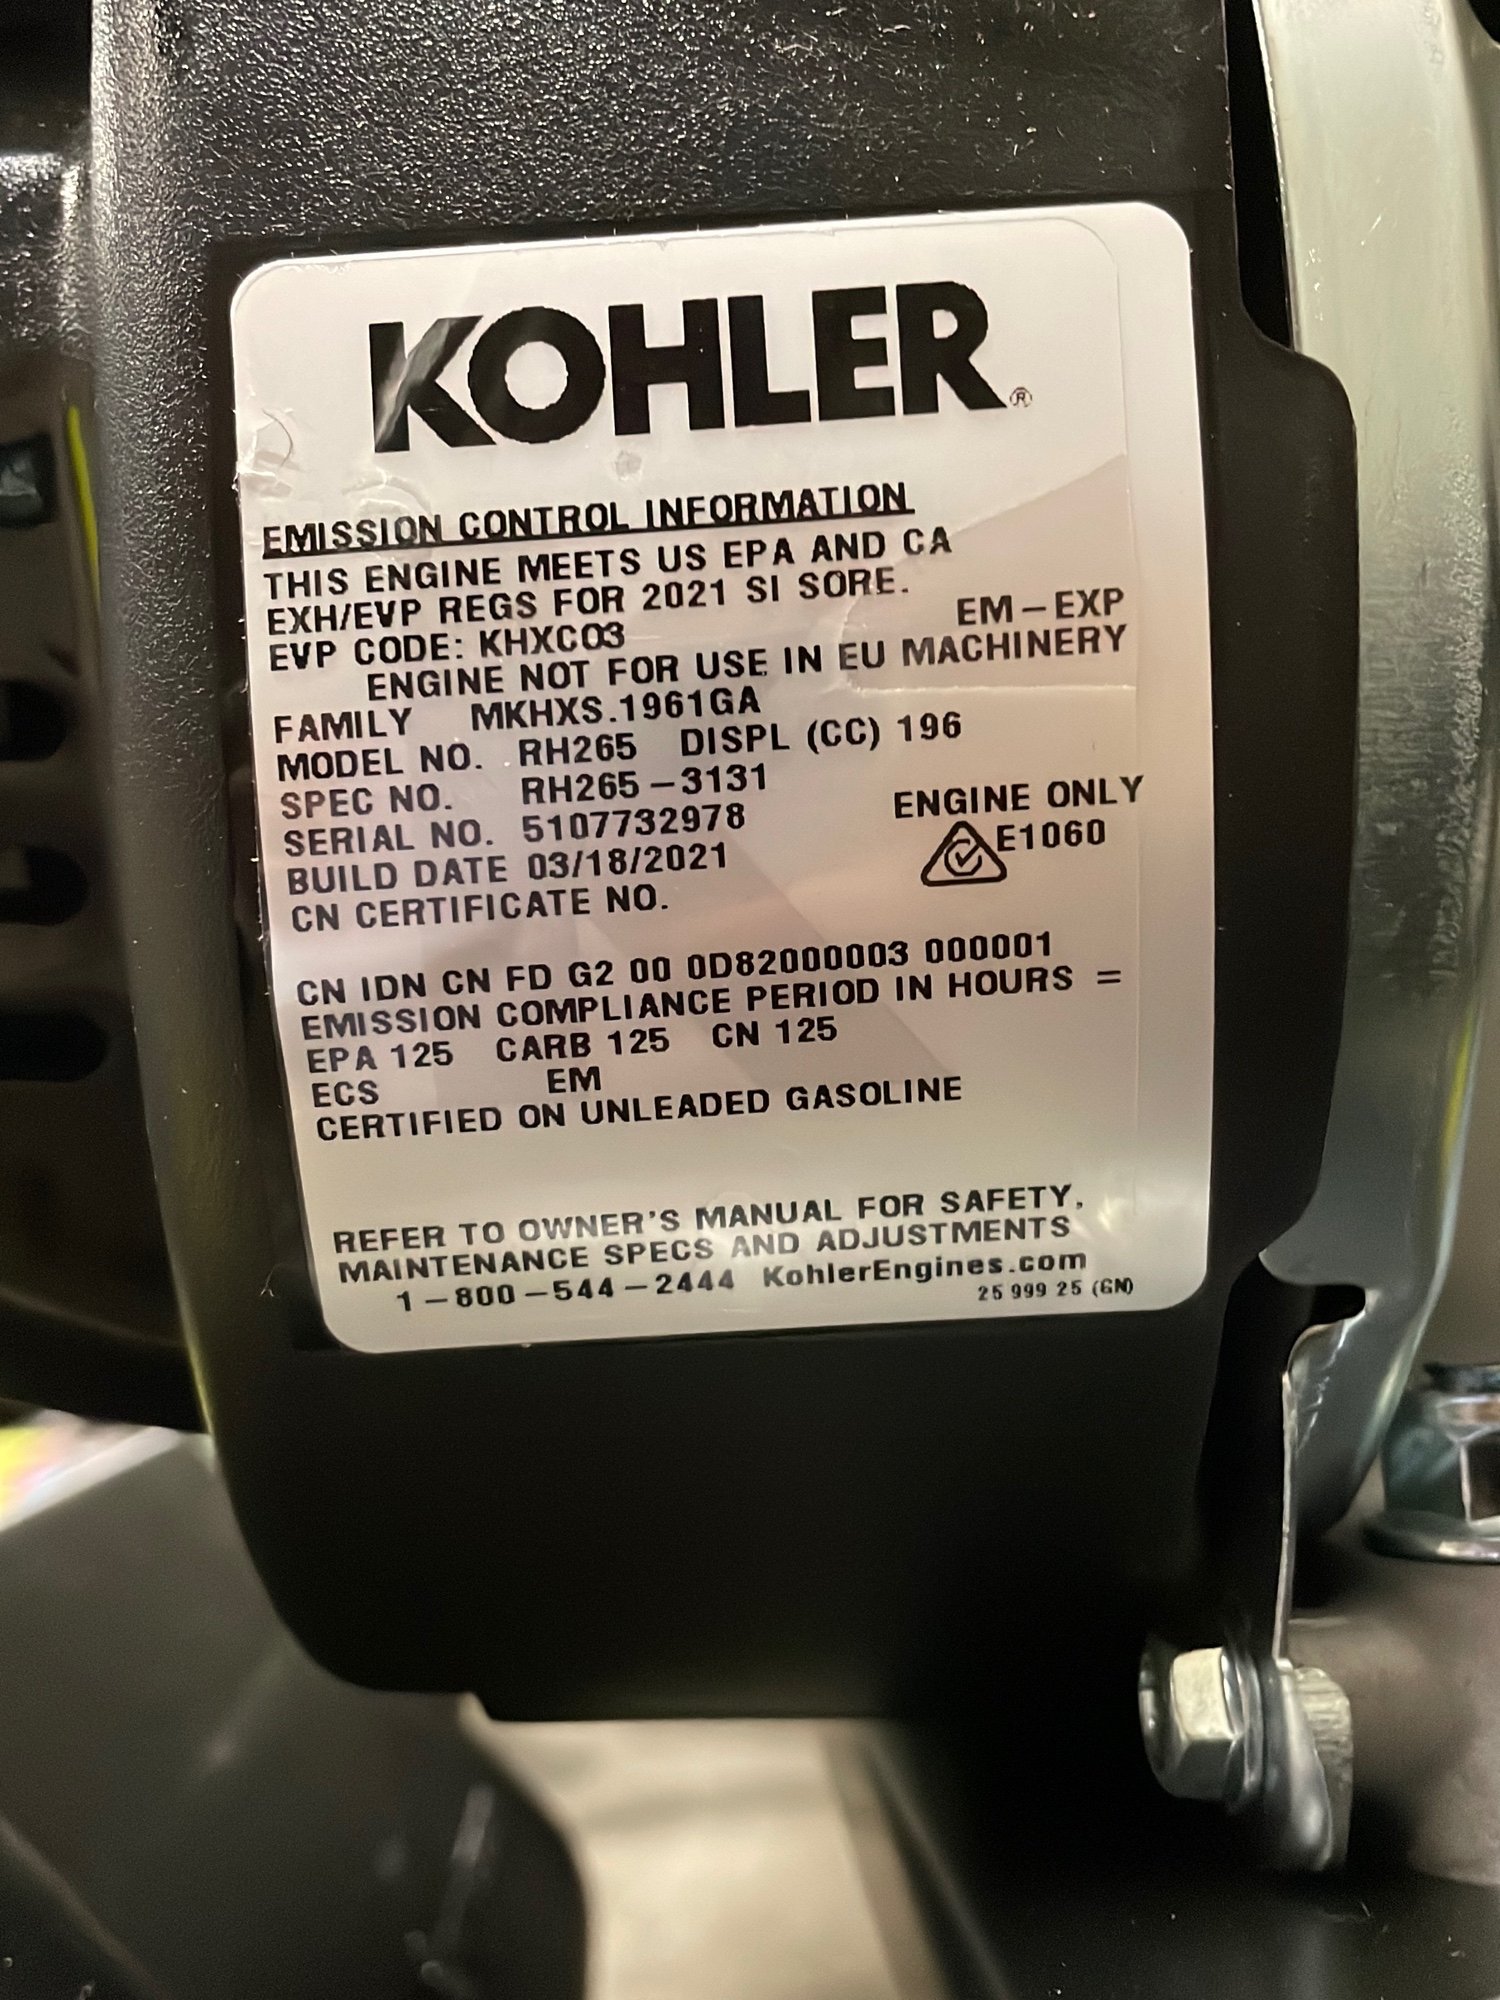 KOHLER®
EMISSION CONTROL INFORMATION
THIS ENGINE MEETS US EPA AND CA
EXH/EVP REGS FOR 2021 SI SORE.
EVP CODE: KHXC03 EM-EXP
ENGINE NOT FOR USE IN EU MACHINERY
FAMILY MKHXS.1961GA
MODEL NO. RH265 DISPL (CC) 196
SPEC NO. RH265-3131
SERIAL NO. 5107732978 ENGINE ONLY
BUILD DATE 03/18/2021 E1060
CN CERTIFICATE NO.
CN IDN CN FD G2 00 0D82000003 000001
EMISSION COMPLIANCE PERIOD IN HOURS =
EPA 125 CARB 125 CN 125
ECS EM
CERTIFIED ON UNLEADED GASOLINE
REFER TO OWNER'S MANUAL FOR SAFETY,
MAINTENANCE SPECS AND ADJUSTMENTS
1-800-544-2444 KohlerEngines.com
25 999 25 (GN)